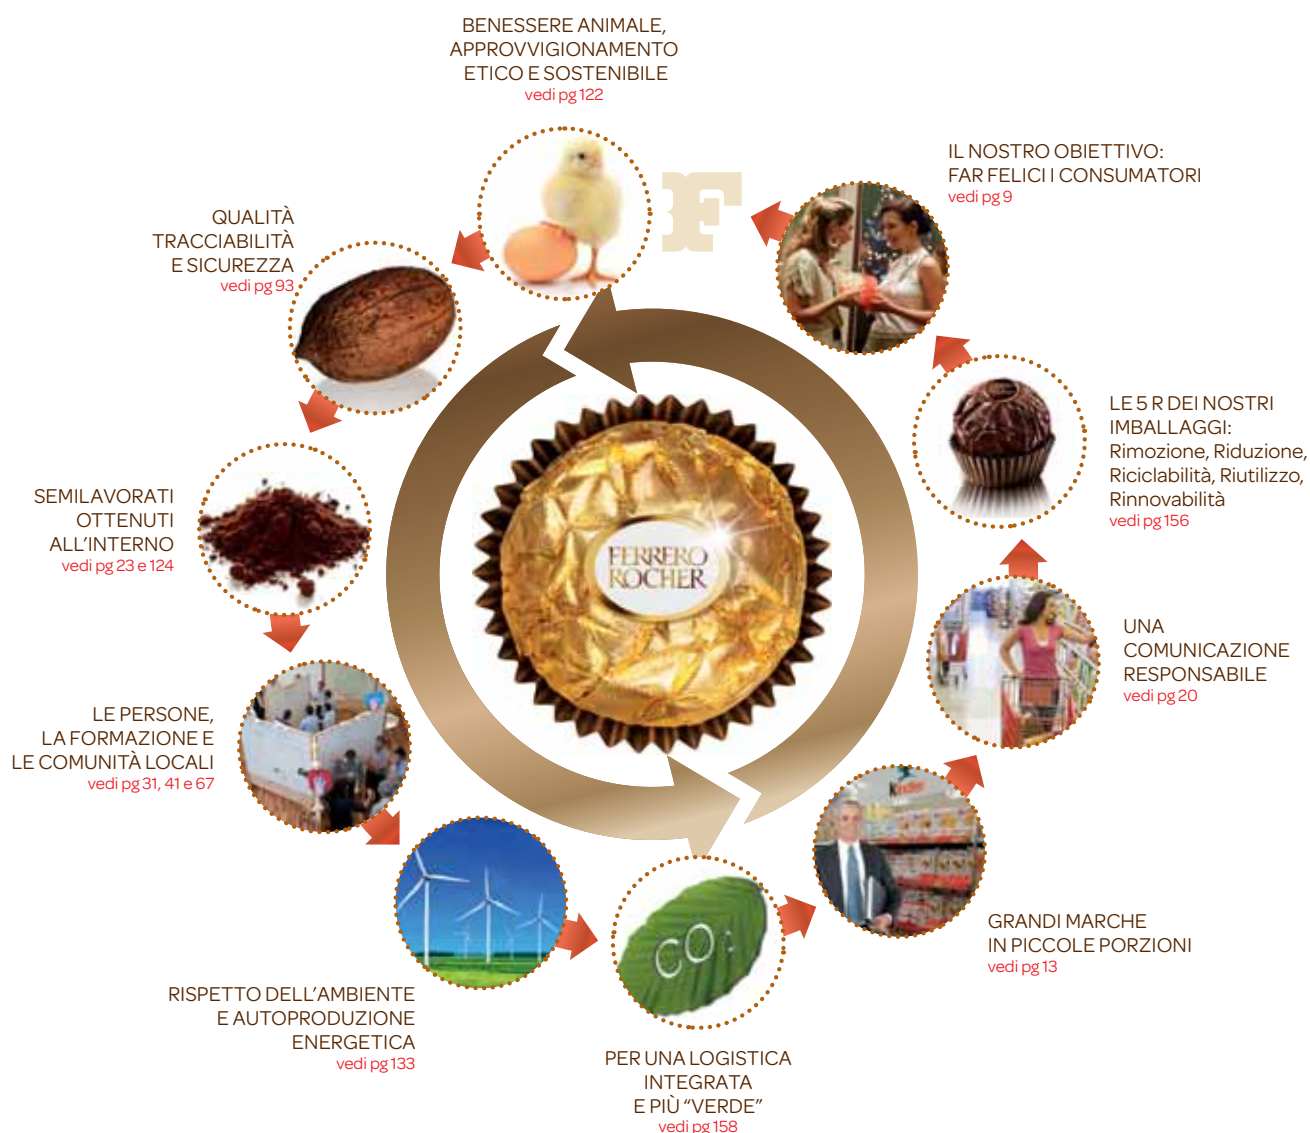 BENESSERE ANIMALE,
APPROVVIGIONAMENTO
ETICO E SOSTENIBILE
vedi pg 122
QUALITÀ
TRACCIABILITÀ
E SICUREZZA
vedi pg 93
SEMILAVORATI
OTTENUTI
ALL'INTERNO
vedi pg 23 e 124
LE PERSONE,
LA FORMAZIONE E
LE COMUNITÀ LOCALI
vedi pg 31, 41 e 67
RISPETTO DELL'AMBIENTE
E AUTOPRODUZIONE
ENERGETICA
vedi pg 133
CO2
PER UNA LOGISTICA
INTEGRATA
E PIÙ “VERDE”
vedi pg 158
Kinder
GRANDI MARCHE
IN PICCOLE PORZIONI
vedi pg 13
UNA
COMUNICAZIONE
RESPONSABILE
vedi pg 20
LE 5 R DEI NOSTRI
IMBALLAGGI:
Rimozione, Riduzione,
Riciclabilità, Riutilizzo,
Rinnovabilità
vedi pg 156
IL NOSTRO OBIETTIVO:
FAR FELICI I CONSUMATORI
vedi pg 9
F
FERRERO
ROCHER